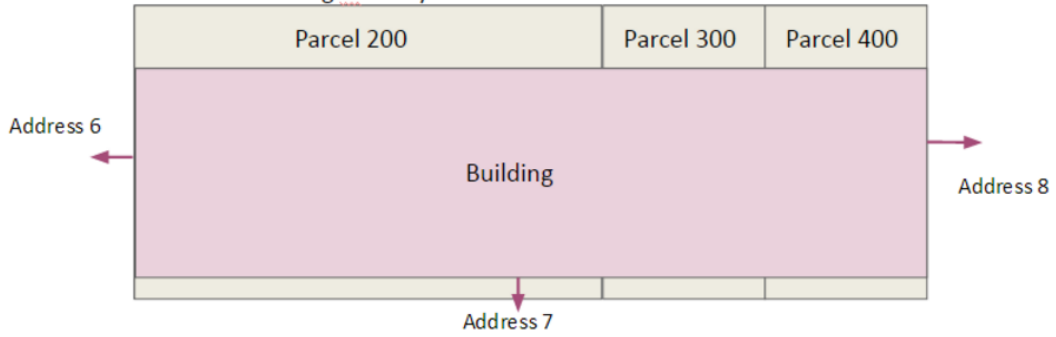 Parcel 200
Parcel 300
Parcel 400
Address 6
Building
Address 8
Address 7